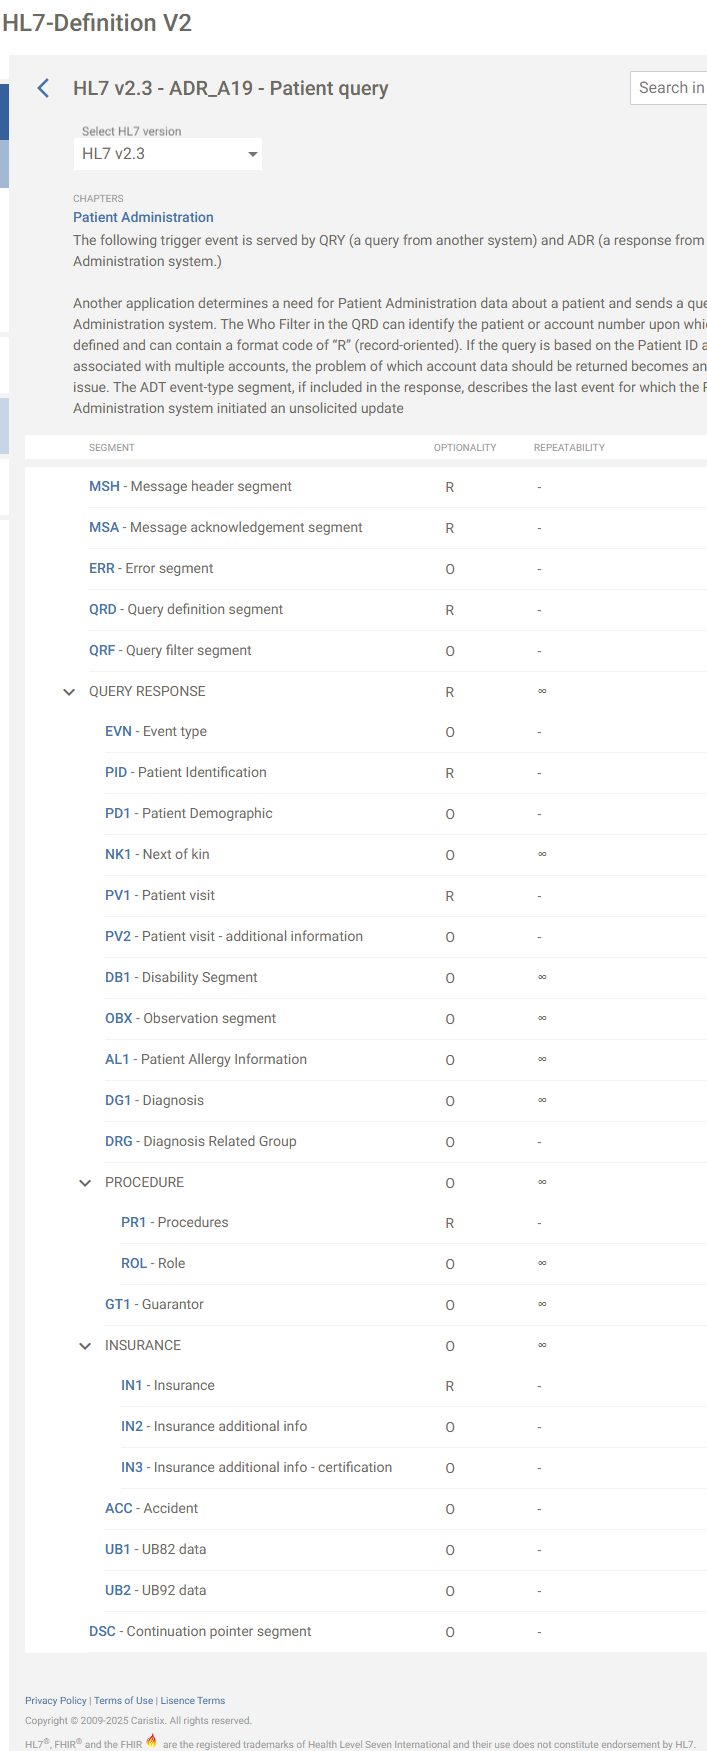 HL7-Definition V2
HL7 v2.3 - ADR_A19 - Patient query
Search in
Select HL7 version
HL7 v2.3
CHAPTERS
Patient Administration
The following trigger event is served by QRY (a query from another system) and ADR (a response from
Administration system.)
Another application determines a need for Patient Administration data about a patient and sends a que
Administration system. The Who Filter in the QRD can identify the patient or account number upon whi
defined and can contain a format code of “R” (record-oriented). If the query is based on the Patient ID a
associated with multiple accounts, the problem of which account data should be returned becomes an
issue. The ADT event-type segment, if included in the response, describes the last event for which the P
Administration system initiated an unsolicited update
SEGMENT OPTIONALITY REPEATABILITY
MSH - Message header segment R -
MSA - Message acknowledgement segment R -
ERR - Error segment O -
QRD - Query definition segment R -
QRF - Query filter segment O -
QUERY RESPONSE R ∞
EVN - Event type O -
PID - Patient Identification R -
PD1 - Patient Demographic O -
NK1 - Next of kin O ∞
PV1 - Patient visit R -
PV2 - Patient visit - additional information O -
DB1 - Disability Segment O ∞
OBX - Observation segment O ∞
AL1 - Patient Allergy Information O ∞
DG1 - Diagnosis O ∞
DRG - Diagnosis Related Group O -
PROCEDURE O ∞
PR1 - Procedures R -
ROL - Role O ∞
GT1 - Guarantor O ∞
INSURANCE O ∞
IN1 - Insurance R -
IN2 - Insurance additional info O -
IN3 - Insurance additional info - certification O -
ACC - Accident O -
UB1 - UB82 data O -
UB2 - UB92 data O -
DSC - Continuation pointer segment O -
Privacy Policy | Terms of Use | Lisence Terms
Copyright © 2009-2025 Caristix. All rights reserved.
HL7®, FHIR® and the FHIR are the registered trademarks of Health Level Seven International and their use does not constitute endorsement by HL7.